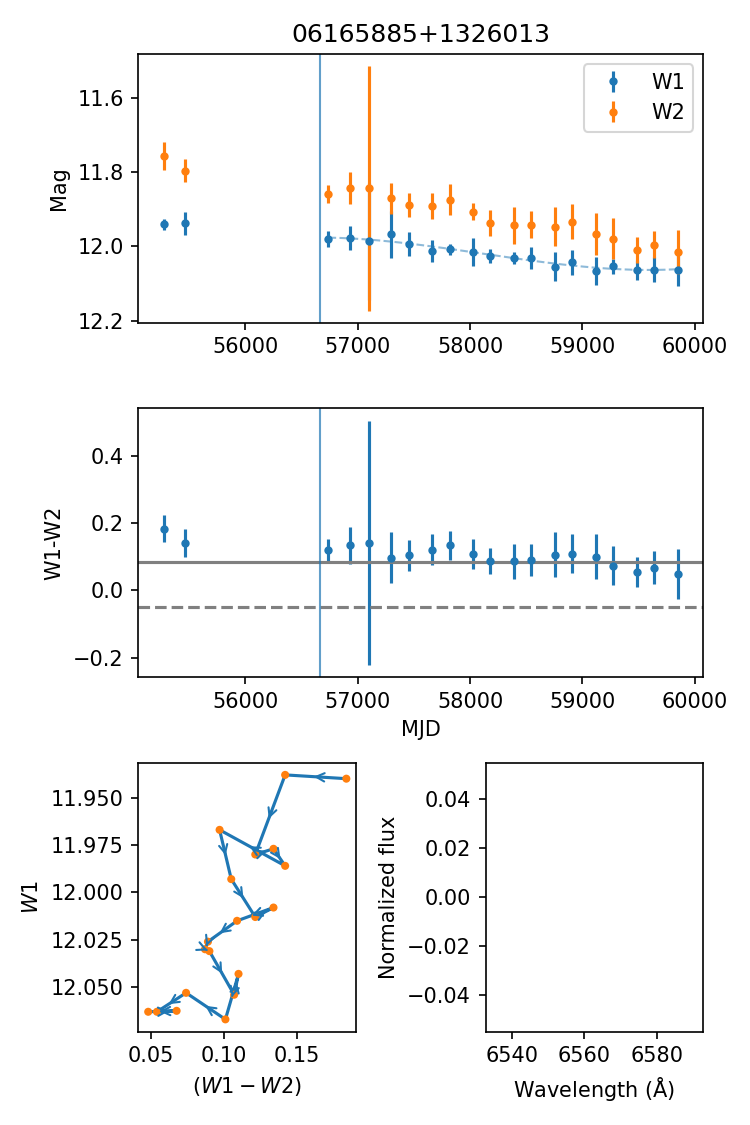 06165885+1326013
Mag
11.6
11.8
12.0
12.2
W1
W2
56000 57000 58000 59000 60000
W1-W2
0.4
0.2
0.0
−0.2
56000 57000 58000 59000 60000
MJD
W1
11.950
11.975
12.000
12.025
12.050
0.05 0.10 0.15
(W1 − W2)
Normalized flux
0.04
0.02
0.00
−0.02
−0.04
6540 6560 6580
Wavelength (Å)